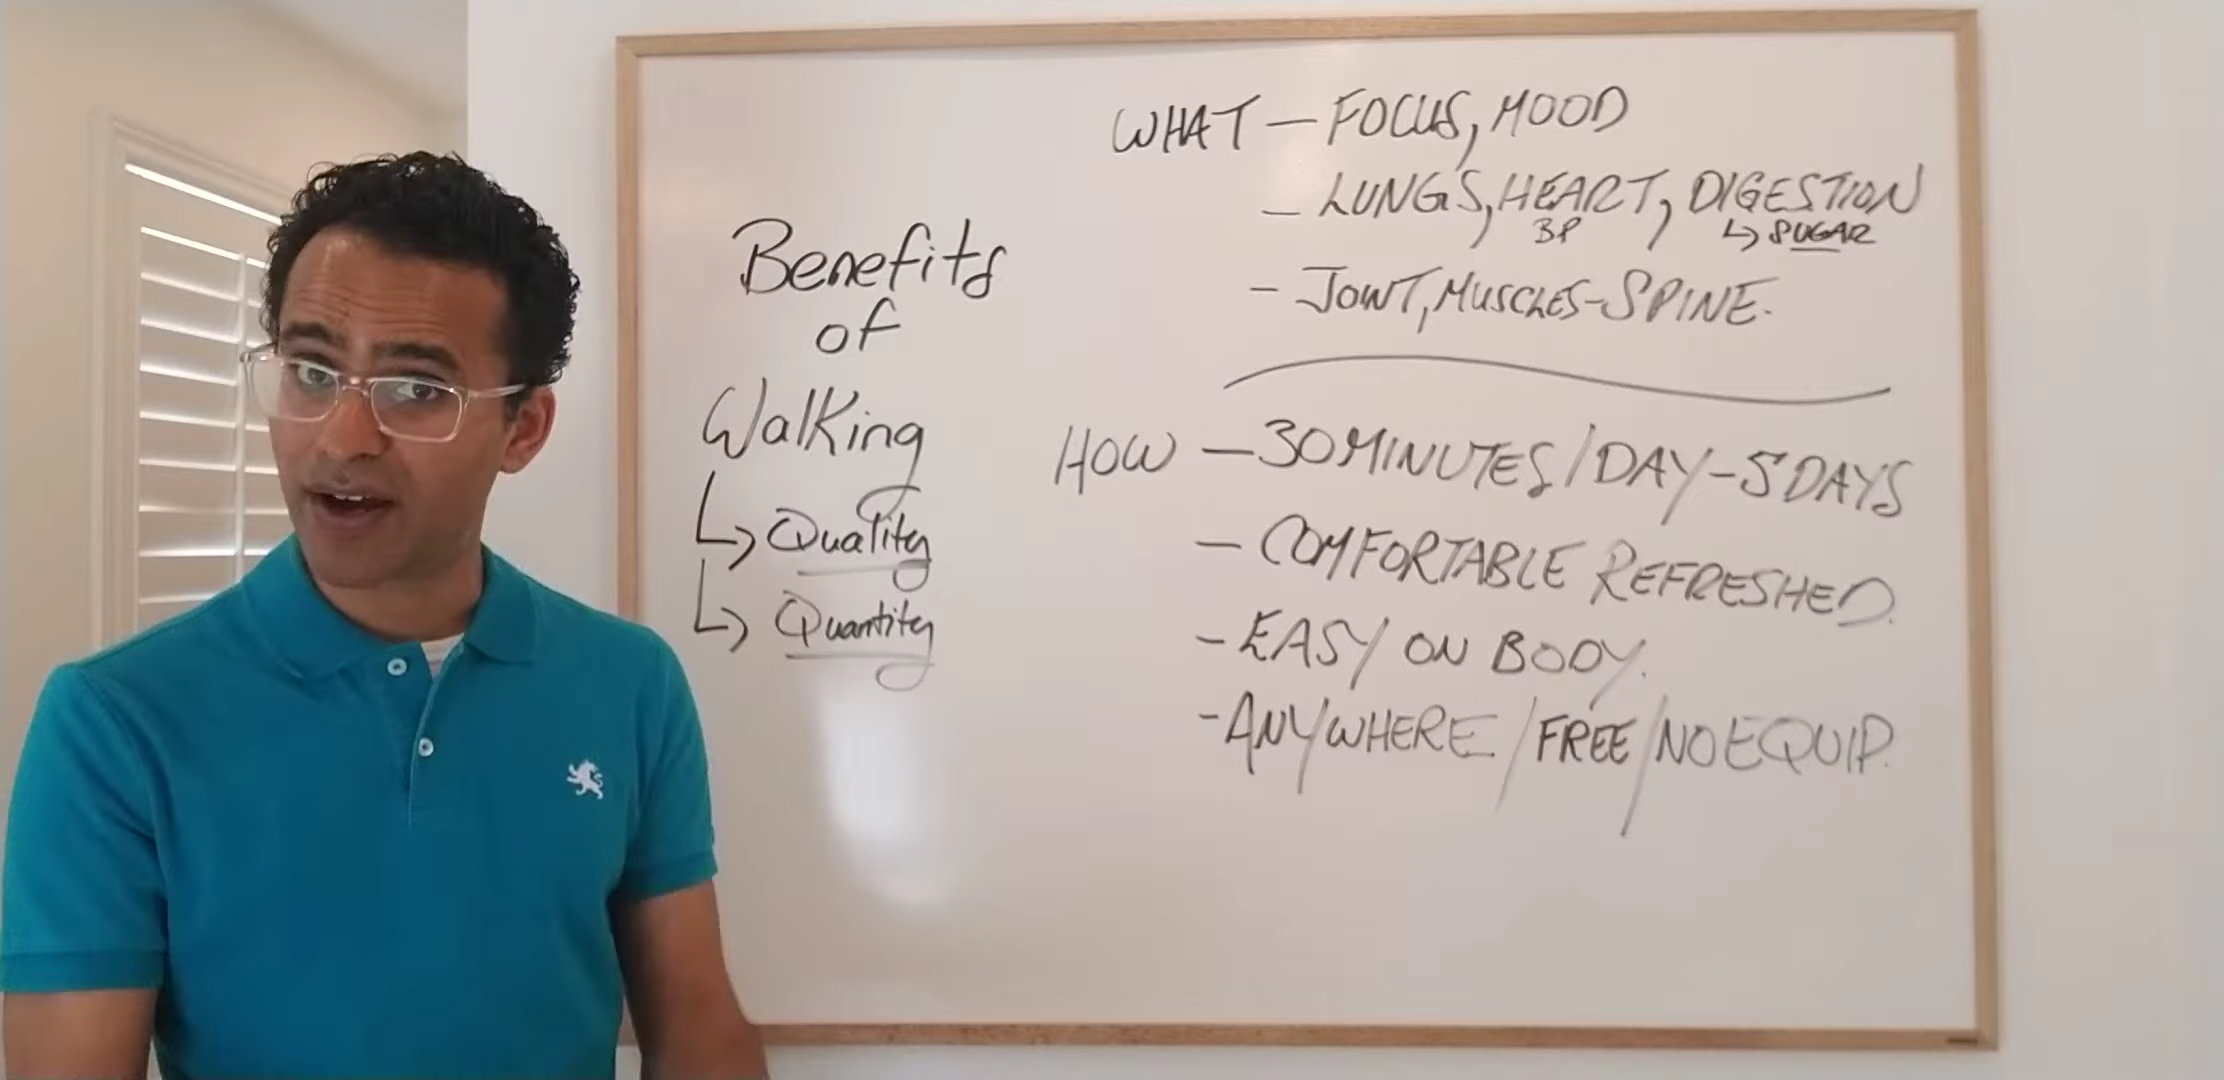 Benefits
of
Walking
↳ Quality
↳ Quantity
WHAT – FOCUS, MOOD
– LUNGS, HEART, DIGESTION
BP ↳ SUGAR
– JOINT, MUSCLES – SPINE.
HOW – 30 MINUTES / DAY – 5 DAYS
– COMFORTABLE REFRESHED.
– EASY ON BODY.
– ANYWHERE / FREE / NO EQUIP.